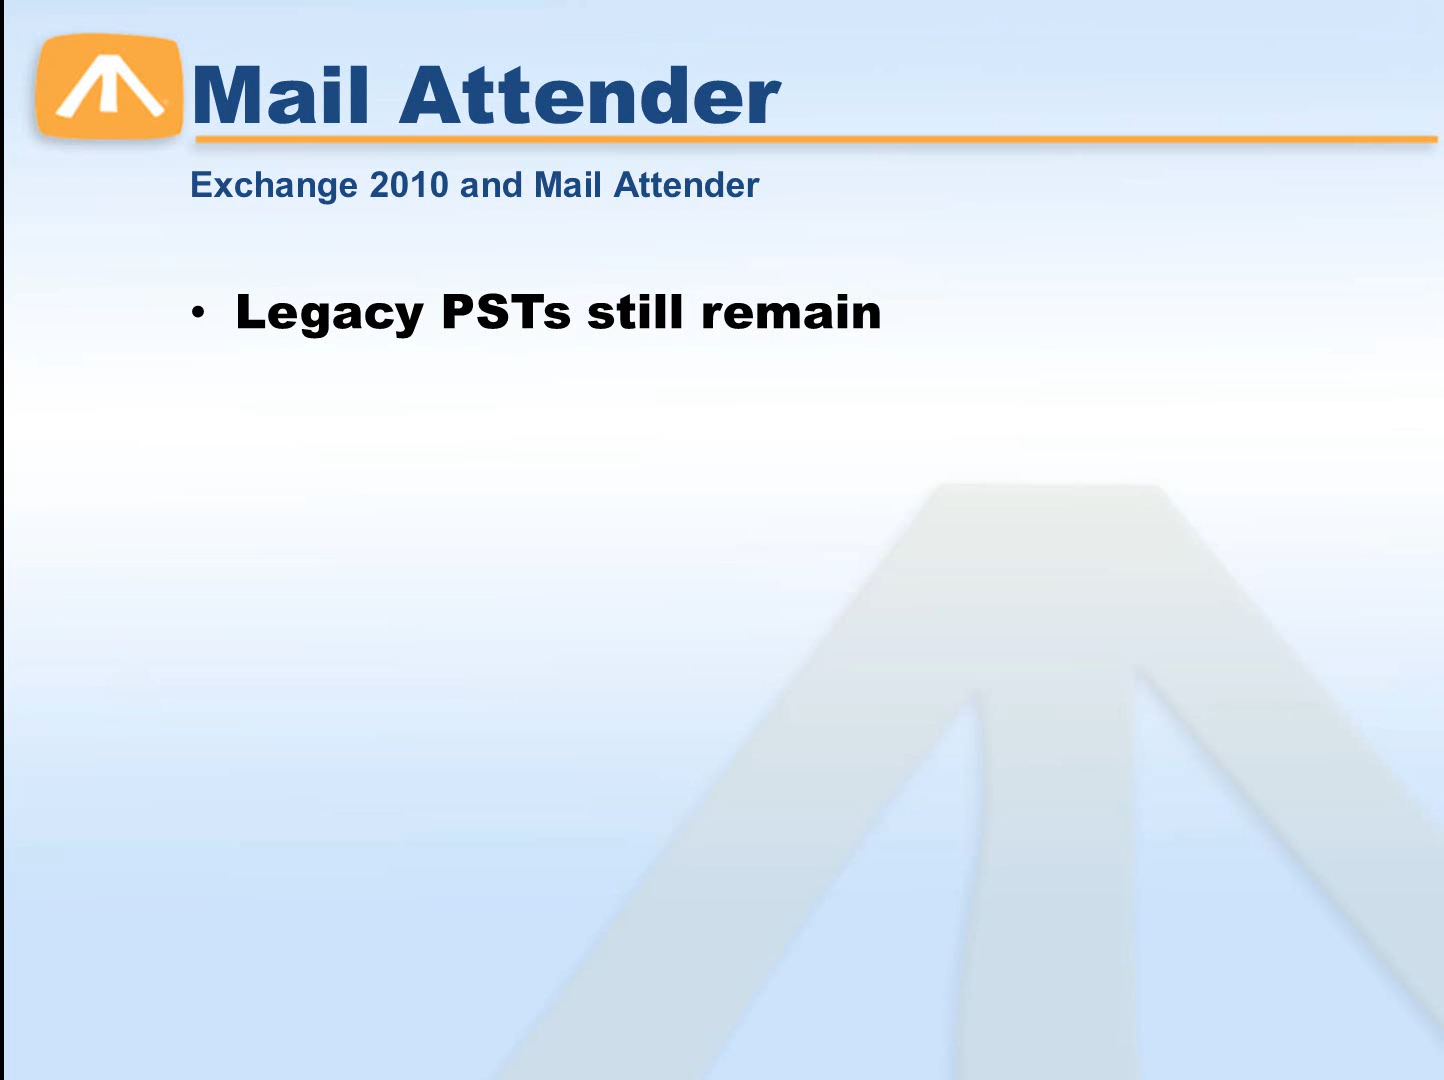 Mail Attender
Exchange 2010 and Mail Attender
• Legacy PSTs still remain